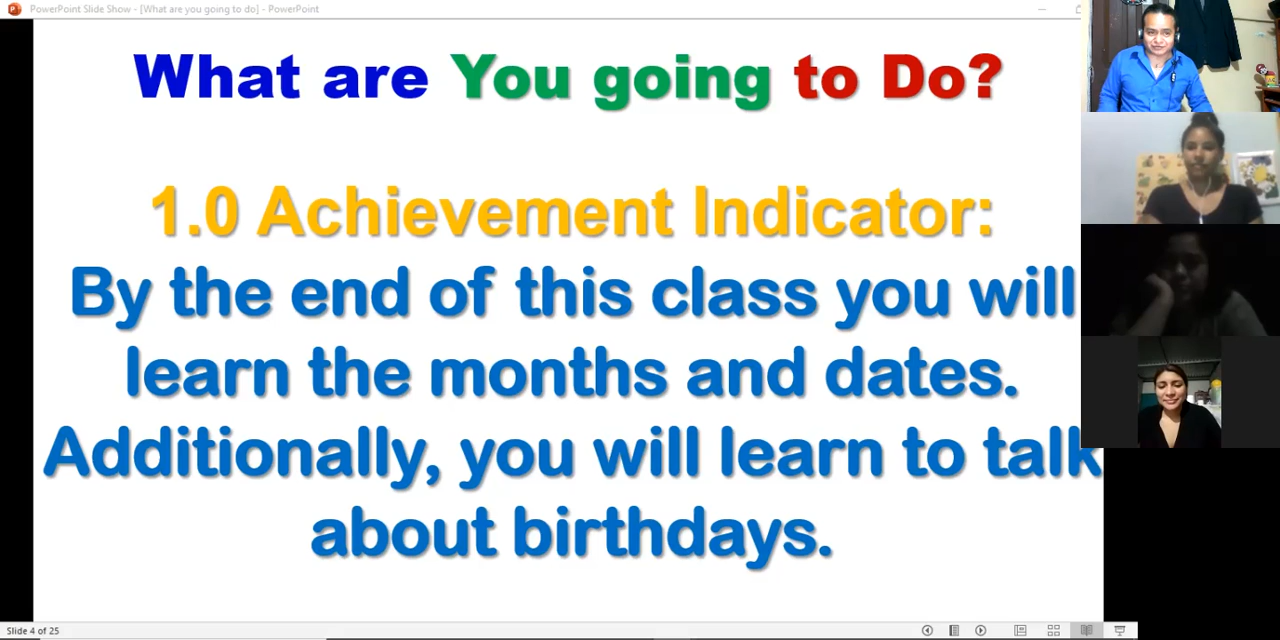 PowerPoint Slide Show - [What are you going to do] - PowerPoint
What are You going to Do?
1.0 Achievement Indicator:
By the end of this class you will
learn the months and dates.
Additionally, you will learn to talk
about birthdays.
Slide 4 of 25